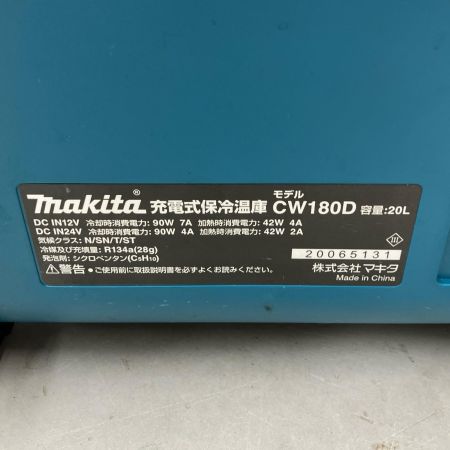 makita® 充電式保冷温庫 モデル CW180D 容量:20L
DC IN12V 冷却時消費電力: 90W 7A 加熱時消費電力: 42W 4A
DC IN24V 冷却時消費電力: 90W 4A 加熱時消費電力: 42W 2A
気候クラス: N/SN/T/ST
冷媒及び充填量: R134a(28g)
発泡剤: シクロペンタン(C₅H₁₀)
20065131
⚠警告 ●ご使用前に取扱説明書を必ずよくお読みください。
株式会社 マキタ
Made in China